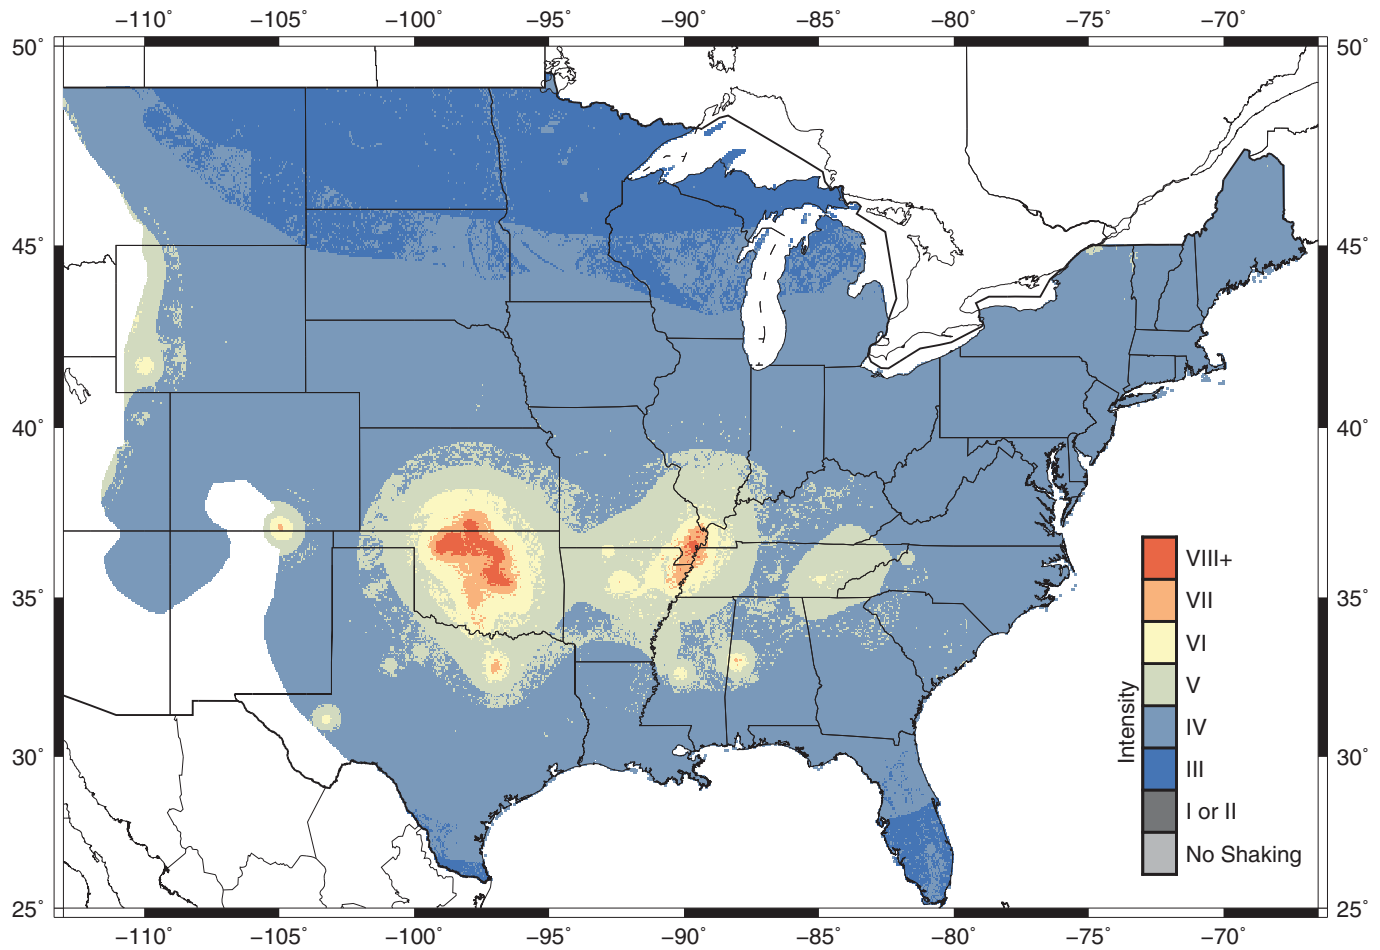 −110° −105° −100° −95° −90° −85° −80° −75° −70°
50° 50°
45° 45°
40° 40°
35° 35°
30° 30°
25° 25°
Intensity
VIII+
VII
VI
V
IV
III
I or II
No Shaking
−110° −105° −100° −95° −90° −85° −80° −75° −70°